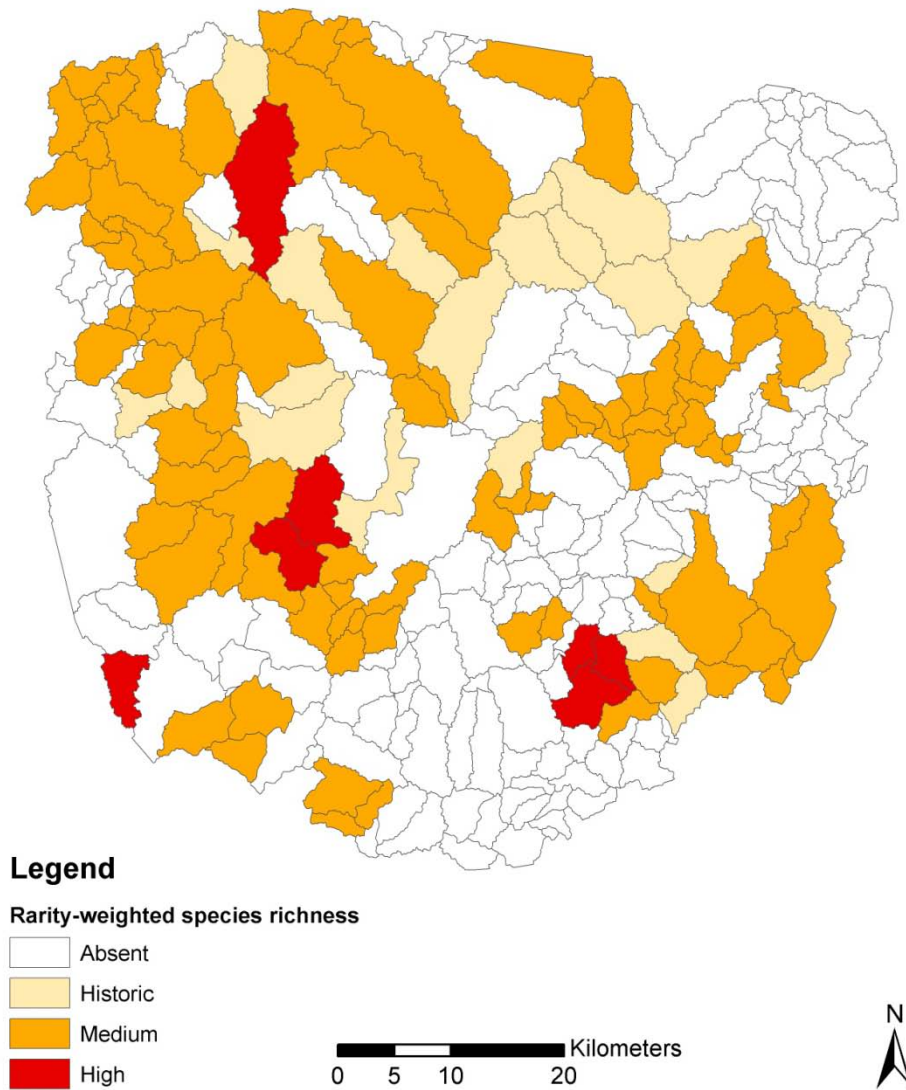 Legend
Rarity-weighted species richness
Absent
Historic
Medium
High
Kilometers
0 5 10 20
N